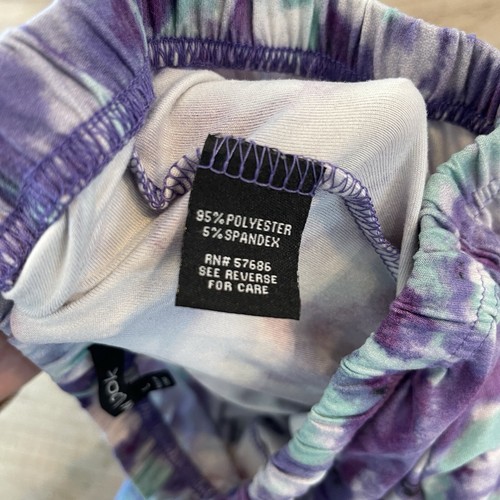 95%POLYESTER
5%SPANDEX
RN# 57686
SEE REVERSE
FOR CARE